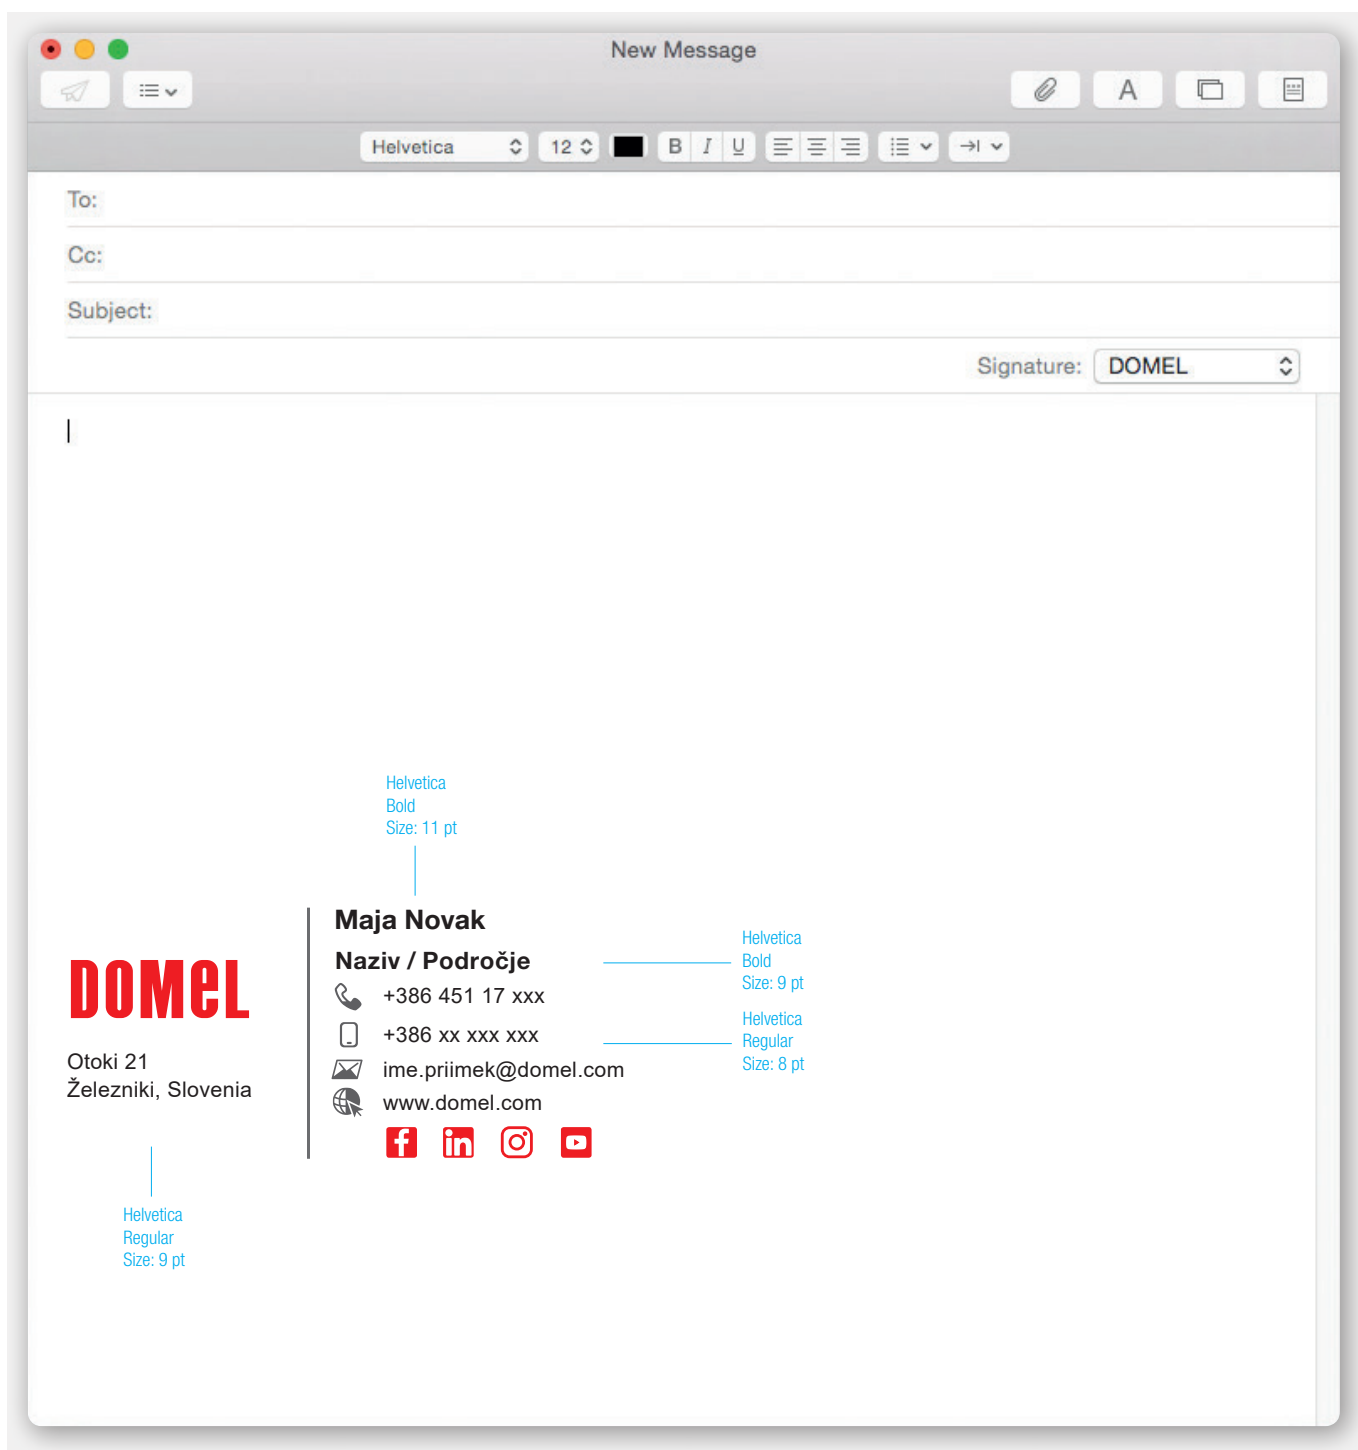 New Message
A
Helvetica 12 B I U
To:
Cc:
Subject:
Signature: DOMEL
Helvetica
Bold
Size: 11 pt
Maja Novak
Naziv / Področje
Helvetica
Bold
Size: 9 pt
+386 451 17 xxx
+386 xx xxx xxx
Helvetica
Regular
Size: 8 pt
ime.priimek@domel.com
www.domel.com
f in
DOMEL
Otoki 21
Železniki, Slovenia
Helvetica
Regular
Size: 9 pt